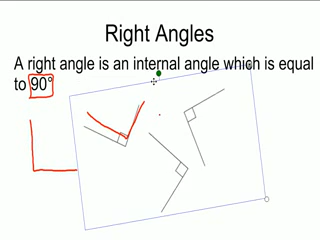 Right Angles
A right angle is an internal angle which is equal
to 90°